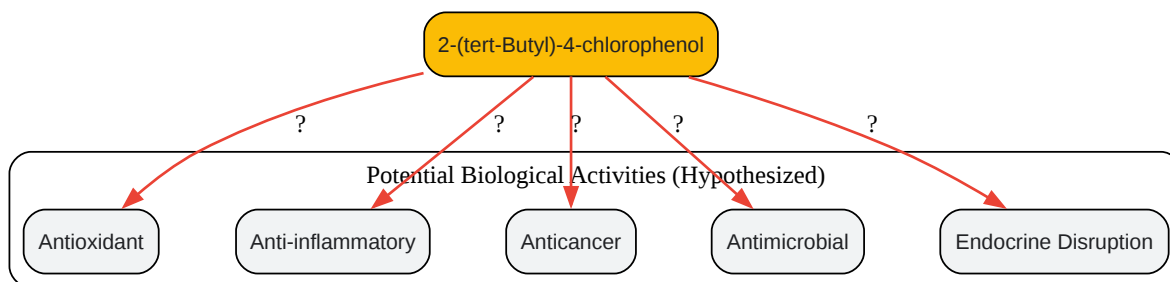 2-(tert-Butyl)-4-chlorophenol
? ? ? ? ?
Potential Biological Activities (Hypothesized)
Antioxidant Anti-inflammatory Anticancer Antimicrobial Endocrine Disruption